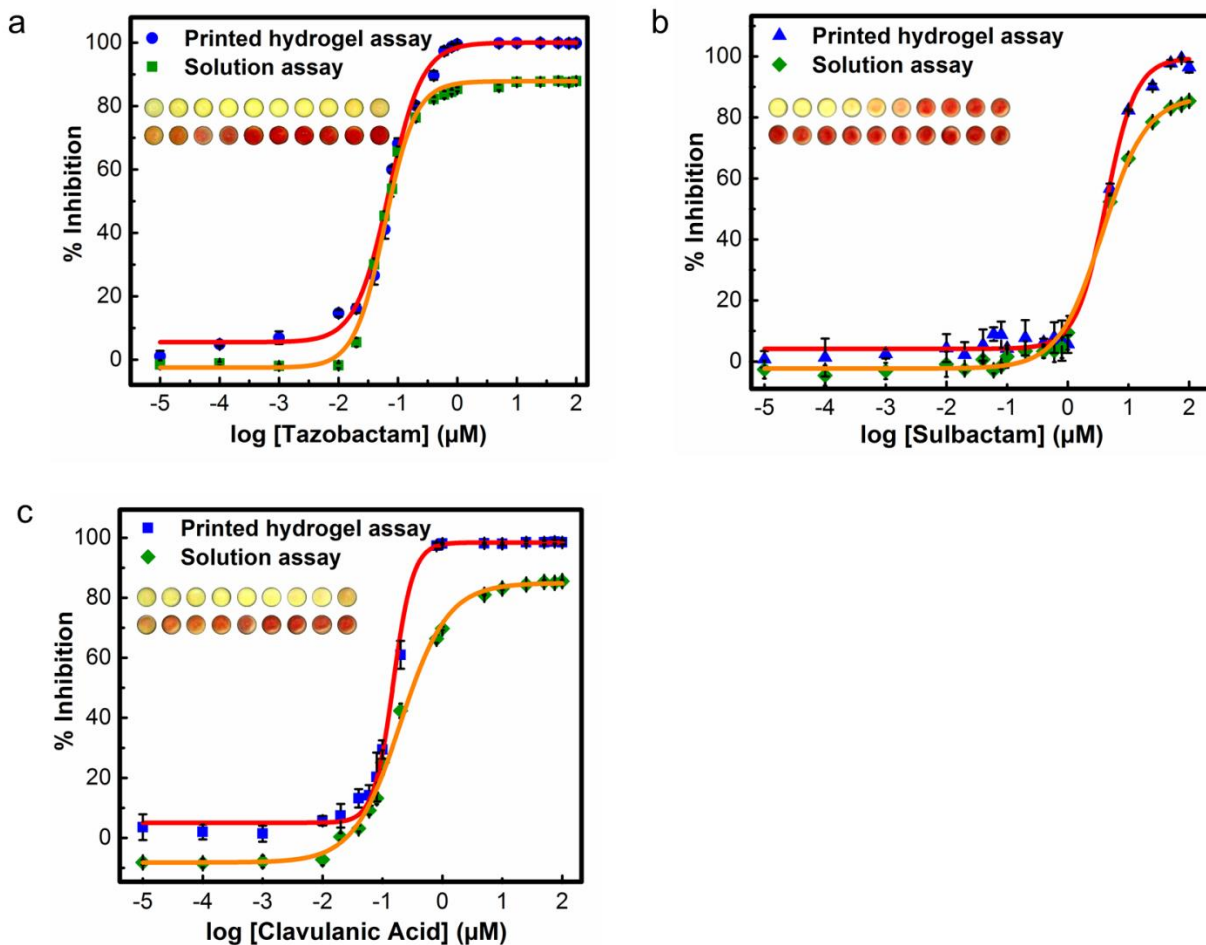 a
100
80
60
40
20
0
% Inhibition
Printed hydrogel assay
Solution assay
-5 -4 -3 -2 -1 0 1 2
log [Tazobactam] (μM)
b
100
80
60
40
20
0
% Inhibition
Printed hydrogel assay
Solution assay
-5 -4 -3 -2 -1 0 1 2
log [Sulbactam] (μM)
c
100
80
60
40
20
0
% Inhibition
Printed hydrogel assay
Solution assay
-5 -4 -3 -2 -1 0 1 2
log [Clavulanic Acid] (μM)